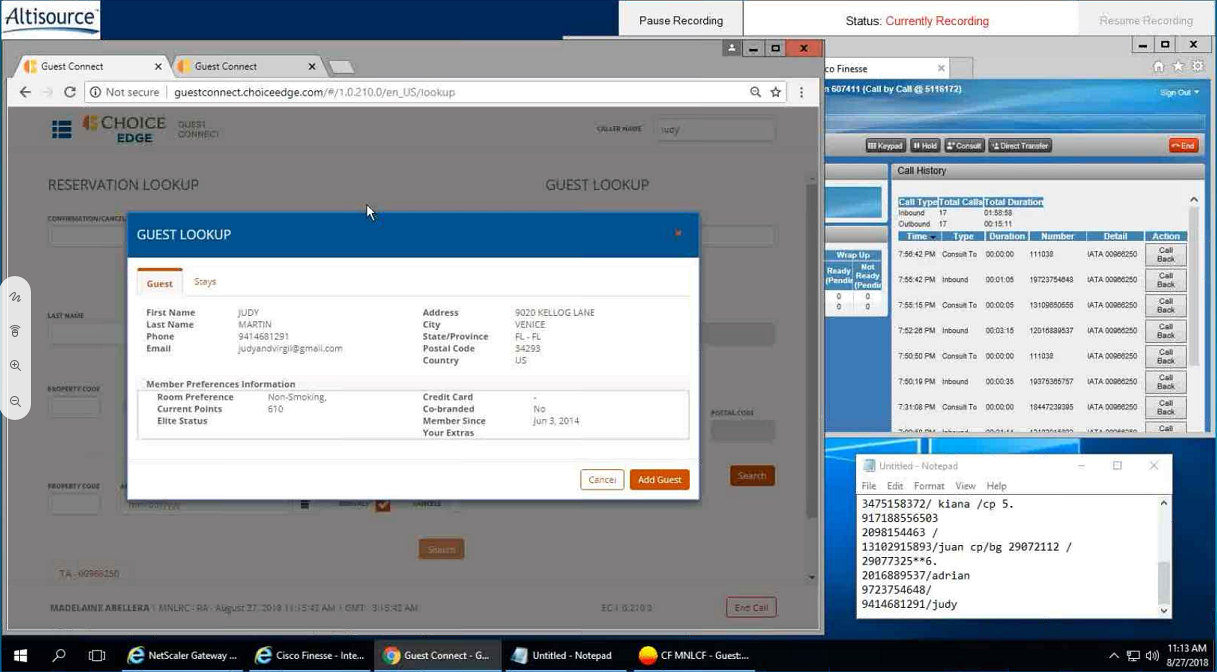 Altisource
Pause Recording
Status: Currently Recording
Resume Recording
Guest Connect
Guest Connect
Not secure guestconnect.choiceedge.com/#/1.0.210.0/en_US/lookup
CHOICE EDGE
GUEST CONNECT
CALLER NAME judy
RESERVATION LOOKUP
GUEST LOOKUP
CONFIRMATION/CANCEL
GUEST LOOKUP
Guest Stays
First Name JUDY Address 9020 KELLOG LANE
Last Name MARTIN City VENICE
Phone 9414681291 State/Province FL - FL
Email judyandvirgil@gmail.com Postal Code 34293
Country US
Member Preferences Information
Room Preference Non-Smoking, Credit Card -
Current Points 610 Co-branded No
Elite Status Member Since Jun 3, 2014
Your Extras
Cancel Add Guest
LAST NAME
PROPERTY CODE
POSTAL CODE
Search
PROPERTY CODE
CANCELS
Search
TA - 00966250
MADELAINE ABELLERA | MNLRC - RA - August 27, 2018 11:15:42 AM | GMT 3:15:42 AM
EC.1.0.210.3
End Call
co Finesse
n 607411 (Call by Call @ 5116172)
Sign Out
Keypad Hold Consult Direct Transfer End
Wrap Up
Ready (Pendi Not Ready (Pendi
0 0
0 0
Call History
Call Type Total Calls Total Duration
Inbound 17 01:58:58
Outbound 17 00:15:11
Time Type Duration Number Detail Action
7:56:42 PM Consult To 00:00:00 111038 IATA 00966250 Call Back
7:55:42 PM Inbound 00:01:05 19723754648 IATA 00966250 Call Back
7:55:15 PM Consult To 00:00:05 13109650655 IATA 00966250 Call Back
7:52:26 PM Inbound 00:03:15 12016889537 IATA 00966250 Call Back
7:50:50 PM Consult To 00:00:00 111038 IATA 00966250 Call Back
7:50:19 PM Inbound 00:00:35 19375365757 IATA 00966250 Call Back
7:31:08 PM Consult To 00:00:00 18447239395 IATA 00966250 Call Back
Call
Untitled - Notepad
File Edit Format View Help
3475158372/ kiana /cp 5.
917188556503
2098154463 /
13102915893/juan cp/bg 29072112 /
29077325**6.
2016889537/adrian
9723754648/
9414681291/judy
NetScaler Gateway ...
Cisco Finesse - Inte...
Guest Connect - G...
Untitled - Notepad
CF MNLCF - Guest:...
11:13 AM
8/27/2018